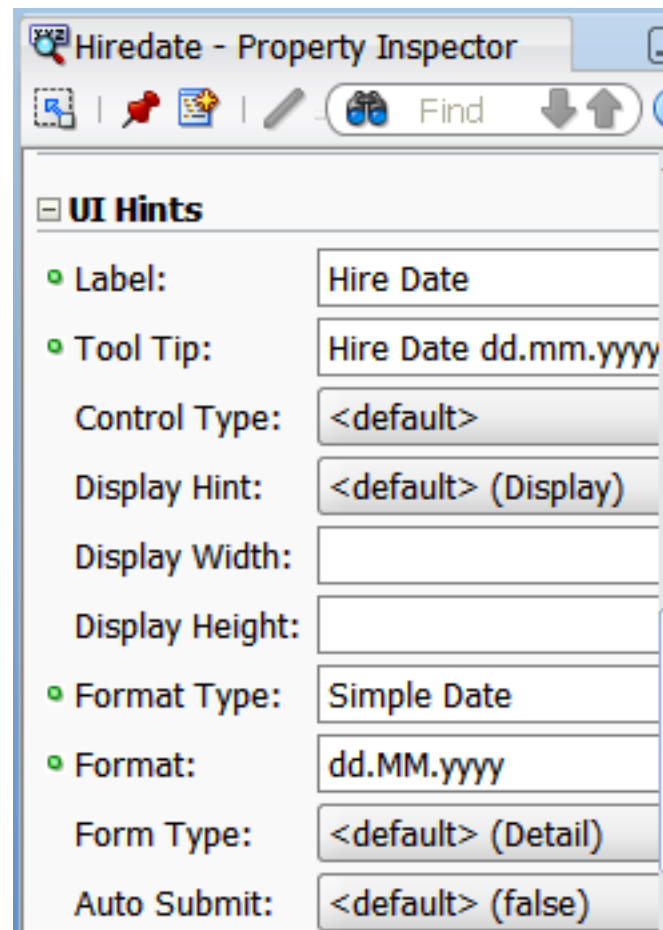 Hiredate - Property Inspector
Find
UI Hints
Label: Hire Date
Tool Tip: Hire Date dd.mm.yyyy
Control Type: <default>
Display Hint: <default> (Display)
Display Width:
Display Height:
Format Type: Simple Date
Format: dd.MM.yyyy
Form Type: <default> (Detail)
Auto Submit: <default> (false)